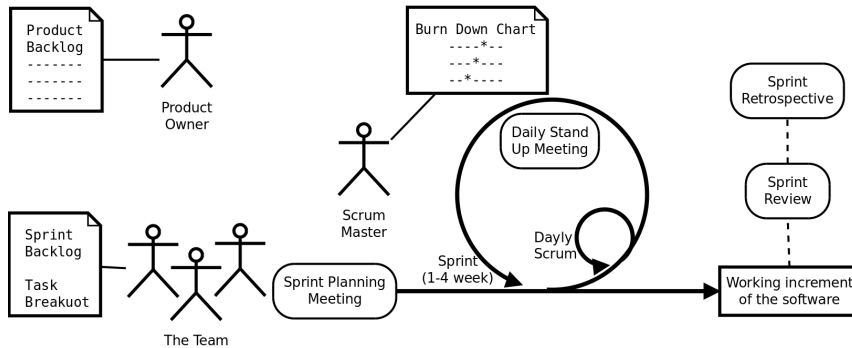 Product
Backlog
-------
-------
-------
Product
Owner
Burn Down Chart
----*--
---*---
--*----
Scrum
Master
Daily Stand
Up Meeting
Sprint
Retrospective
Sprint
Review
Sprint
Backlog
Task
Breakuot
The Team
Sprint Planning
Meeting
Sprint
(1-4 week)
Dayly
Scrum
Working increment
of the software